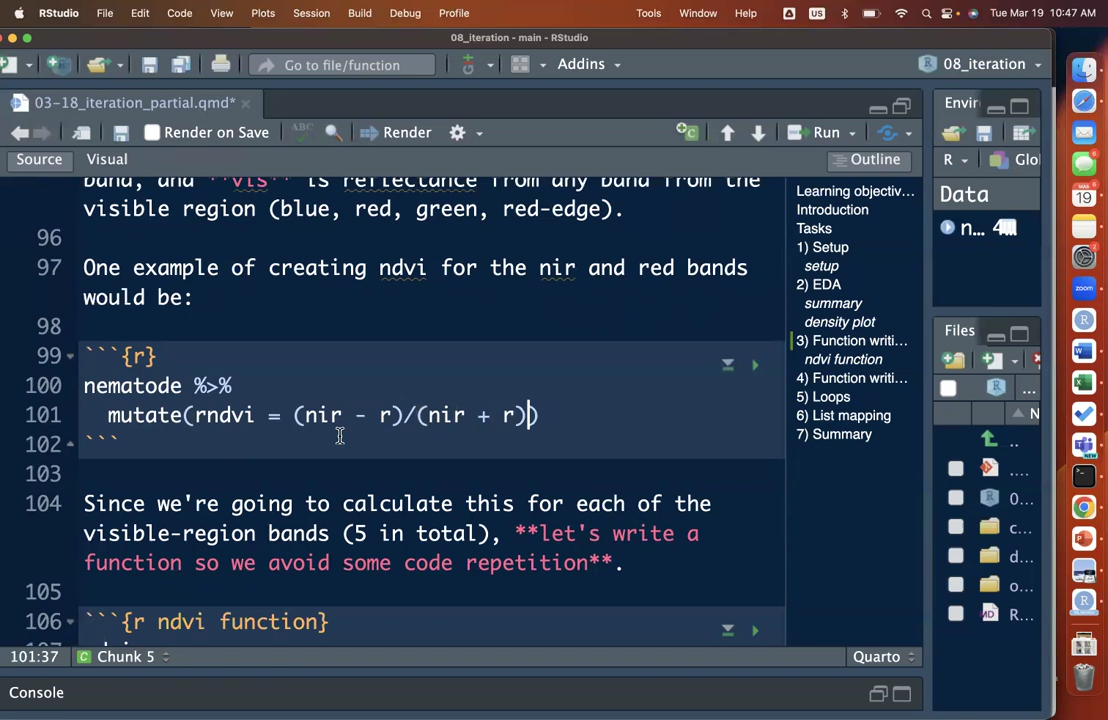 RStudio File Edit Code View Plots Session Build Debug Profile Tools Window Help US Tue Mar 19 10:47 AM
08_iteration - main - RStudio
Go to file/function Addins 08_iteration
03-18_iteration_partial.qmd*
Render on Save ABC Render Run
Source Visual Outline
band, and **vis** is reflectance from any band from the
visible region (blue, red, green, red-edge).
96
97 One example of creating ndvi for the nir and red bands
would be:
98
99 ```{r}
100 nematode %>%
101 mutate(rndvi = (nir - r)/(nir + r))
102 ```
103
104 Since we're going to calculate this for each of the
visible-region bands (5 in total), **let's write a
function so we avoid some code repetition**.
105
106 ```{r ndvi function}
101:37 Chunk 5 Quarto
Console
Learning objectiv...
Introduction
Tasks
1) Setup
setup
2) EDA
summary
density plot
3) Function writi...
ndvi function
4) Function writi...
5) Loops
6) List mapping
7) Summary
Envir
R Glo
Data
n...
Files
N
..
....
0...
c...
d...
o...
R...